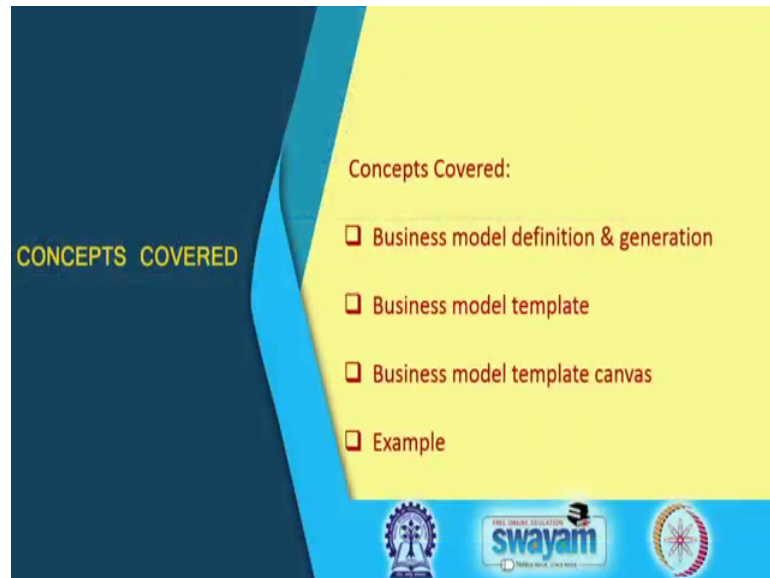 CONCEPTS COVERED
Concepts Covered:
Business model definition & generation
Business model template
Business model template canvas
Example
FREE ONLINE EDUCATION
swayam